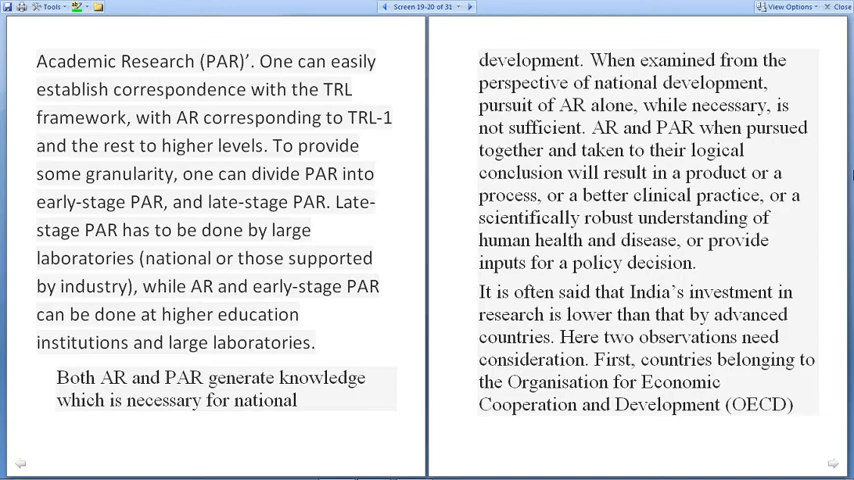 Tools
Screen 19-20 of 31
View Options
Close
Academic Research (PAR)’. One can easily
establish correspondence with the TRL
framework, with AR corresponding to TRL-1
and the rest to higher levels. To provide
some granularity, one can divide PAR into
early-stage PAR, and late-stage PAR. Late-
stage PAR has to be done by large
laboratories (national or those supported
by industry), while AR and early-stage PAR
can be done at higher education
institutions and large laboratories.
Both AR and PAR generate knowledge
which is necessary for national
development. When examined from the
perspective of national development,
pursuit of AR alone, while necessary, is
not sufficient. AR and PAR when pursued
together and taken to their logical
conclusion will result in a product or a
process, or a better clinical practice, or a
scientifically robust understanding of
human health and disease, or provide
inputs for a policy decision.
It is often said that India’s investment in
research is lower than that by advanced
countries. Here two observations need
consideration. First, countries belonging to
the Organisation for Economic
Cooperation and Development (OECD)